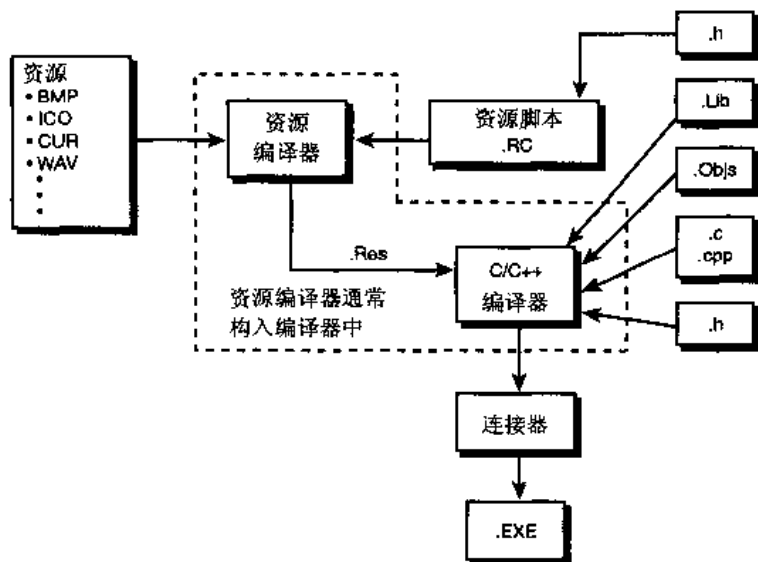 资源
• BMP
• ICO
• CUR
• WAV
•
•
•
资源
编译器
资源脚本
.RC
.h
.Lib
.Objs
.c
.cpp
.h
.Res
C/C++
编译器
资源编译器通常
构入编译器中
连接器
.EXE